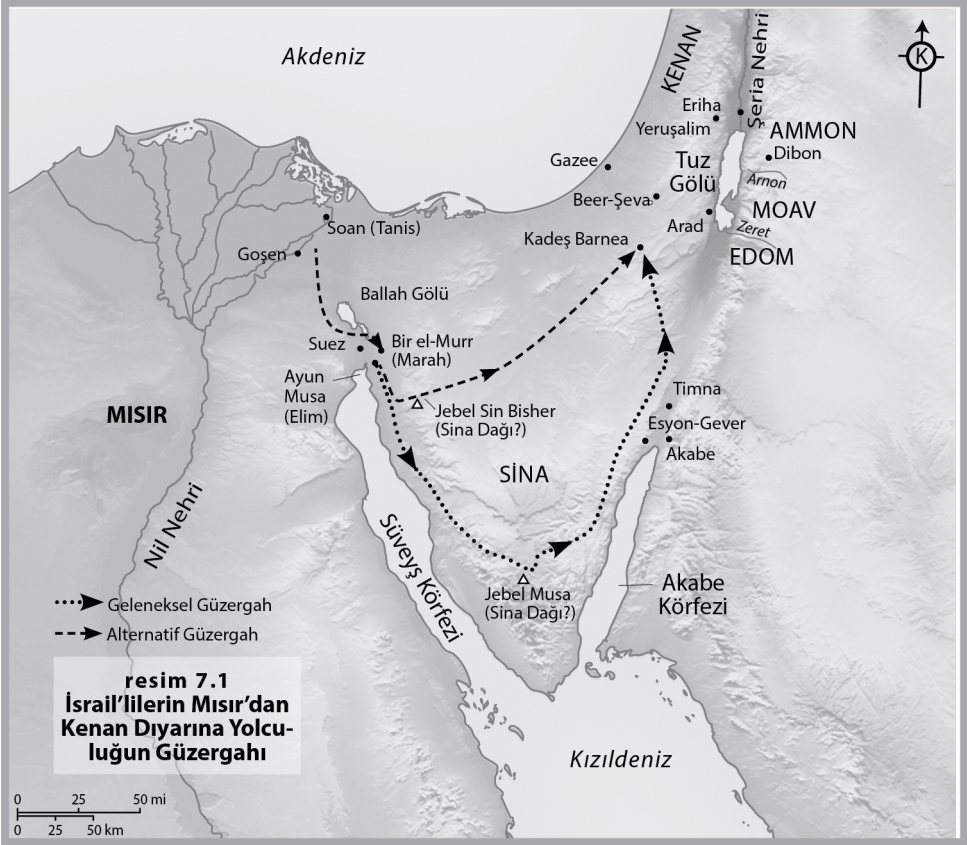 Akdeniz
K
KENAN
Şeria Nehri
Eriha
Yeruşalim
AMMON
Dibon
Gazee
Tuz
Gölü
Arnon
Beer-Şeva
MOAV
Arad
Zeret
Soan (Tanis)
Kadeş Barnea
EDOM
Goşen
Ballah Gölü
Suez
Bir el-Murr
(Marah)
Ayun
Musa
(Elim)
Jebel Sin Bisher
(Sina Dağı?)
Timna
Esyon-Gever
Akabe
MISIR
SİNA
Nil Nehri
Süveyş Körfezi
Jebel Musa
(Sina Dağı?)
Akabe
Körfezi
Geleneksel Güzergah
Alternatif Güzergah
resim 7.1
İsrail’lilerin Mısır’dan
Kenan Dıyarına Yolcu-
luğun Güzergahı
Kızıldeniz
0 25 50 mi
0 25 50 km